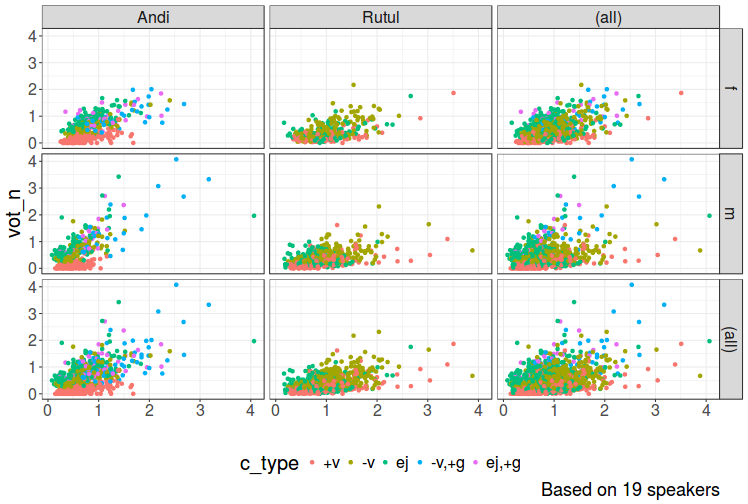 Andi Rutul (all)
4
3
2
1
0
f
4
3
2
1
0
m
4
3
2
1
0
(all)
vot_n
0 1 2 3 4 0 1 2 3 4 0 1 2 3 4
c_type +v -v ej -v,+g ej,+g
Based on 19 speakers